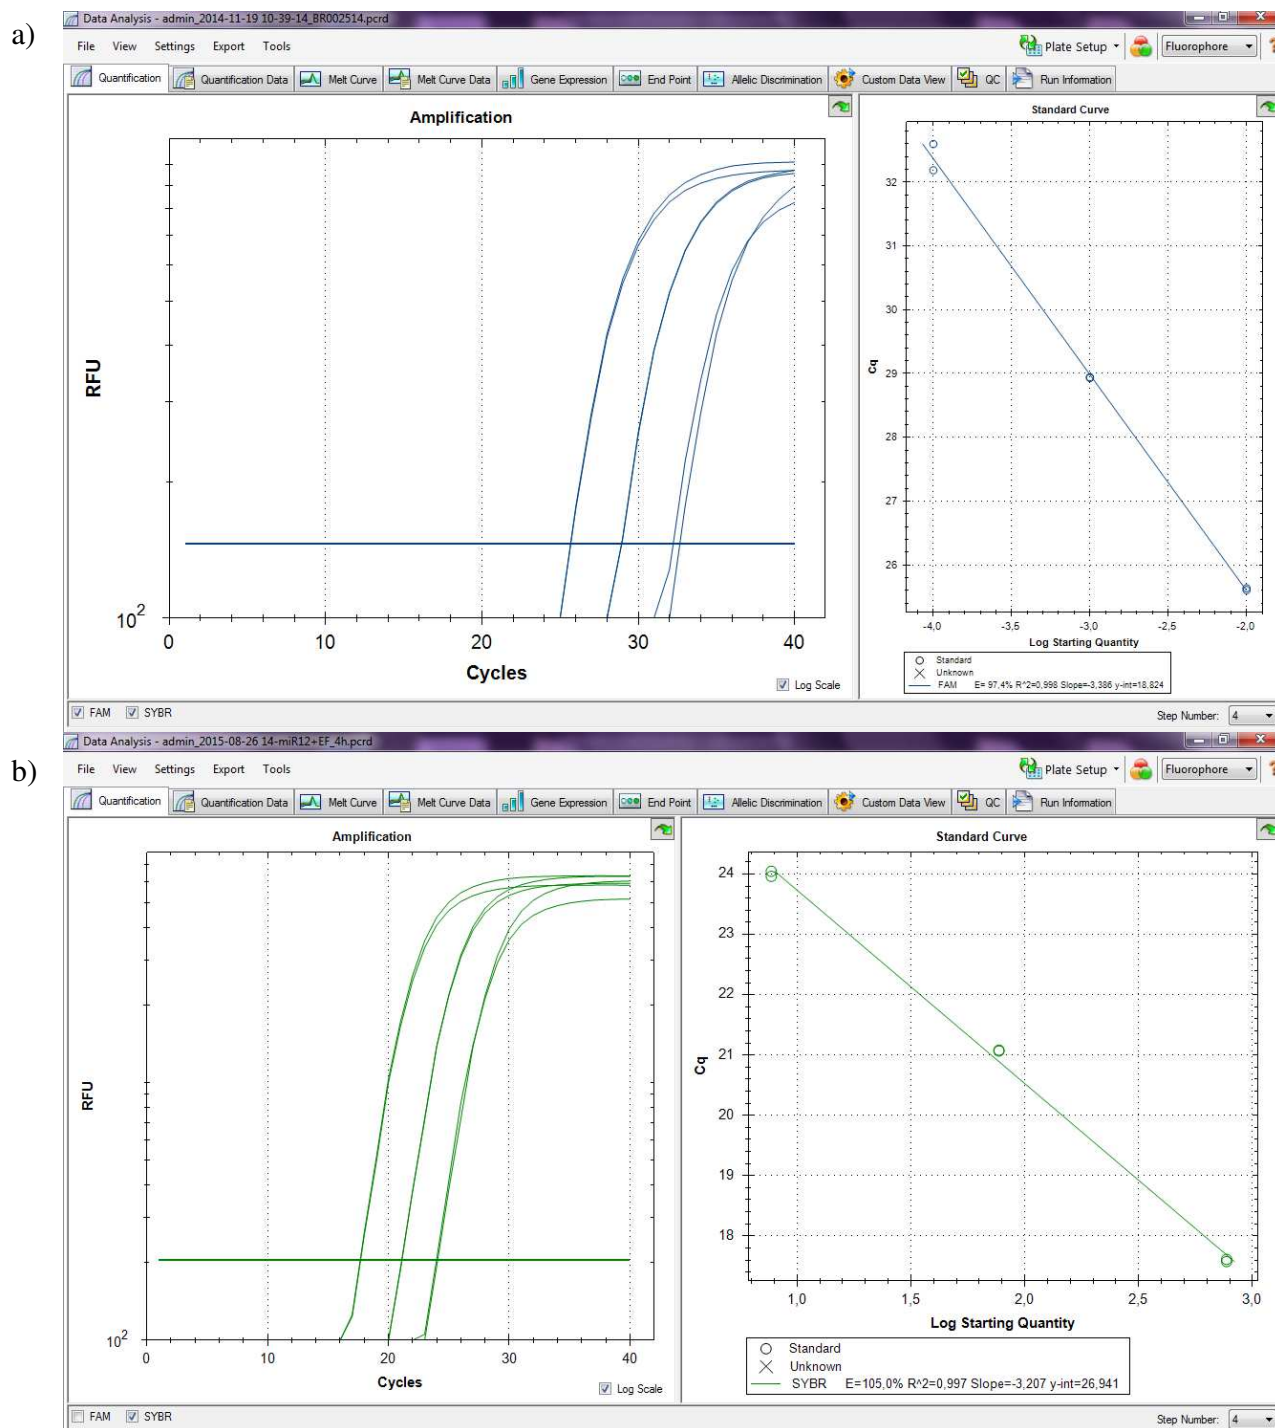 a)
Data Analysis - admin_2014-11-19 10-39-14_BR002514.pcrd
File View Settings Export Tools
Plate Setup Fluorophore
Quantification Quantification Data Melt Curve Melt Curve Data Gene Expression End Point Allelic Discrimination Custom Data View QC Run Information
Amplification
RFU
10^2
0 10 20 30 40
Cycles
Log Scale
Standard Curve
Cq
32
31
30
29
28
27
26
-4,0 -3,5 -3,0 -2,5 -2,0
Log Starting Quantity
Standard
Unknown
FAM E= 97,4% R^2=0,998 Slope=-3,386 y-int=18,824
FAM SYBR Step Number: 4
b)
Data Analysis - admin_2015-08-26 14-miR12+EF_4h.pcrd
File View Settings Export Tools
Plate Setup Fluorophore
Quantification Quantification Data Melt Curve Melt Curve Data Gene Expression End Point Allelic Discrimination Custom Data View QC Run Information
Amplification
RFU
10^2
0 10 20 30 40
Cycles
Log Scale
Standard Curve
Cq
24
23
22
21
20
19
18
1,0 1,5 2,0 2,5 3,0
Log Starting Quantity
Standard
Unknown
SYBR E=105,0% R^2=0,997 Slope=-3,207 y-int=26,941
FAM SYBR Step Number: 4